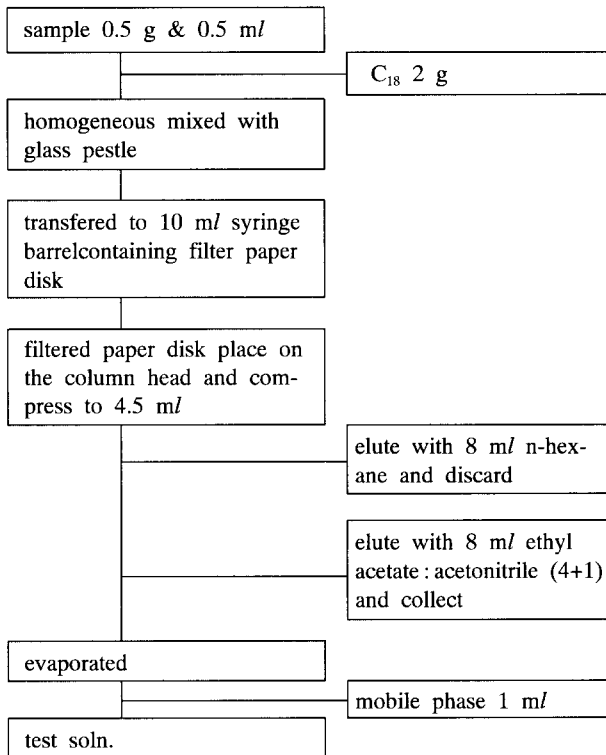 sample 0.5 g & 0.5 ml
C18 2 g
homogeneous mixed with
glass pestle
transfered to 10 ml syringe
barrelcontaining filter paper
disk
filtered paper disk place on
the column head and com-
press to 4.5 ml
elute with 8 ml n-hex-
ane and discard
elute with 8 ml ethyl
acetate : acetonitrile (4+1)
and collect
evaporated
mobile phase 1 ml
test soln.